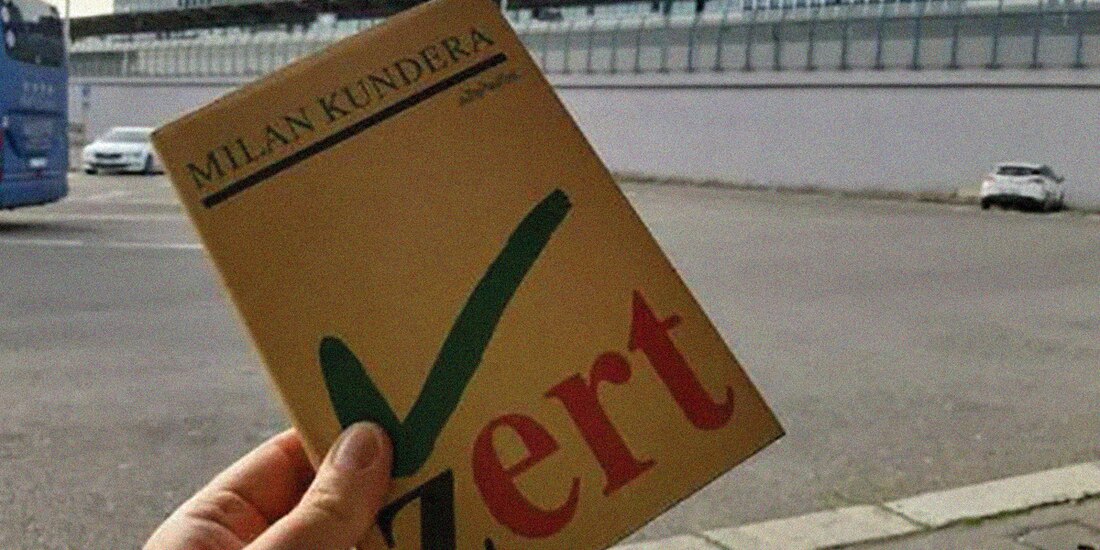 MILAN KUNDERA
žert